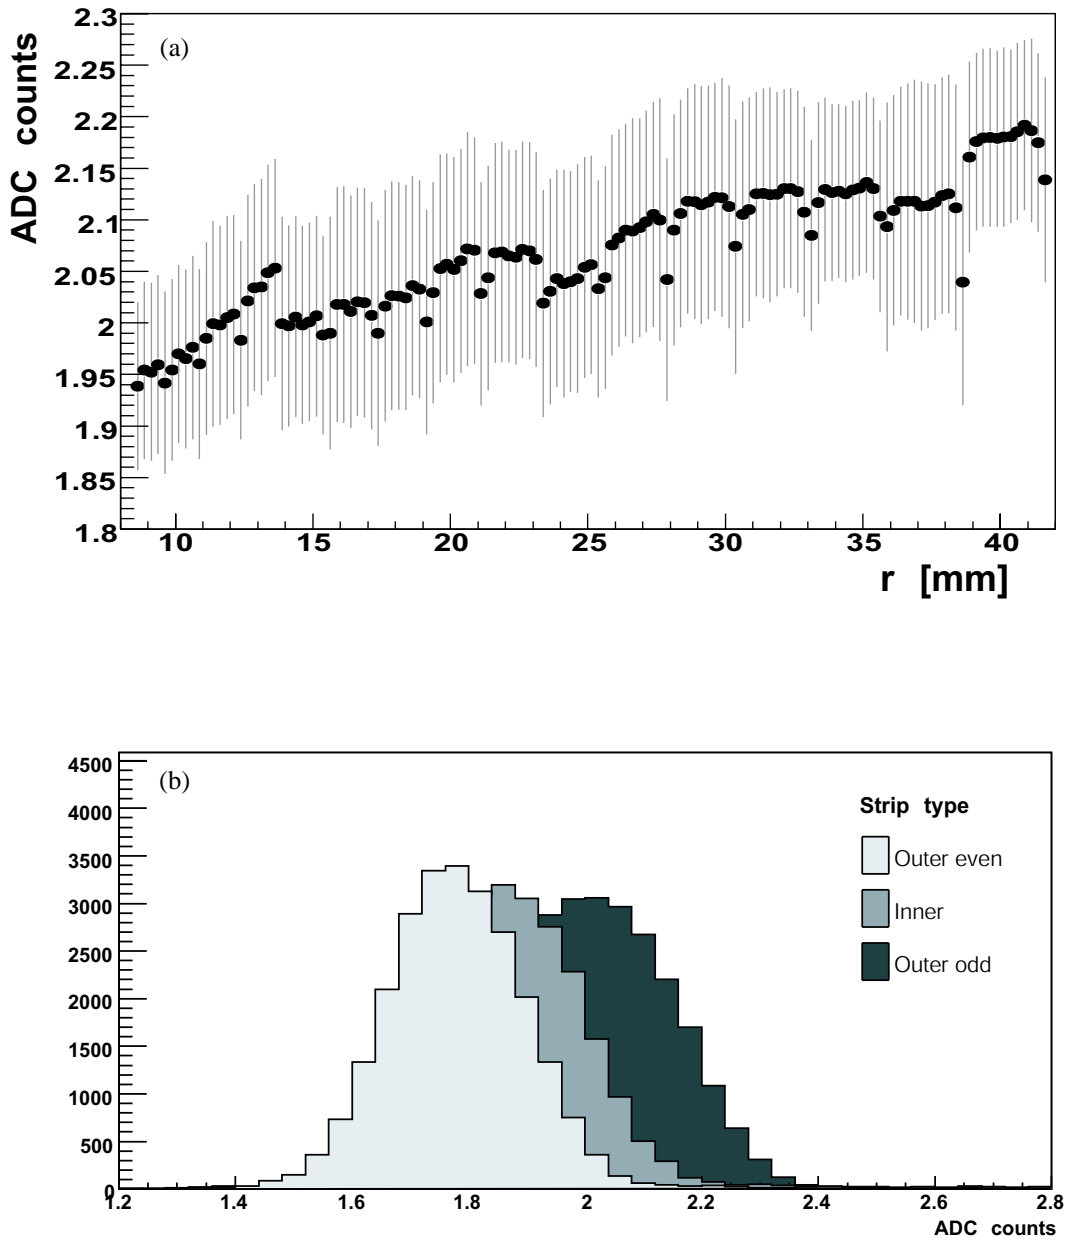 (a)
ADC counts
2.3
2.25
2.2
2.15
2.1
2.05
2
1.95
1.9
1.85
1.8
10 15 20 25 30 35 40
r [mm]
(b)
4500
4000
3500
3000
2500
2000
1500
1000
500
0
Strip type
Outer even
Inner
Outer odd
1.2 1.4 1.6 1.8 2 2.2 2.4 2.6 2.8
ADC counts